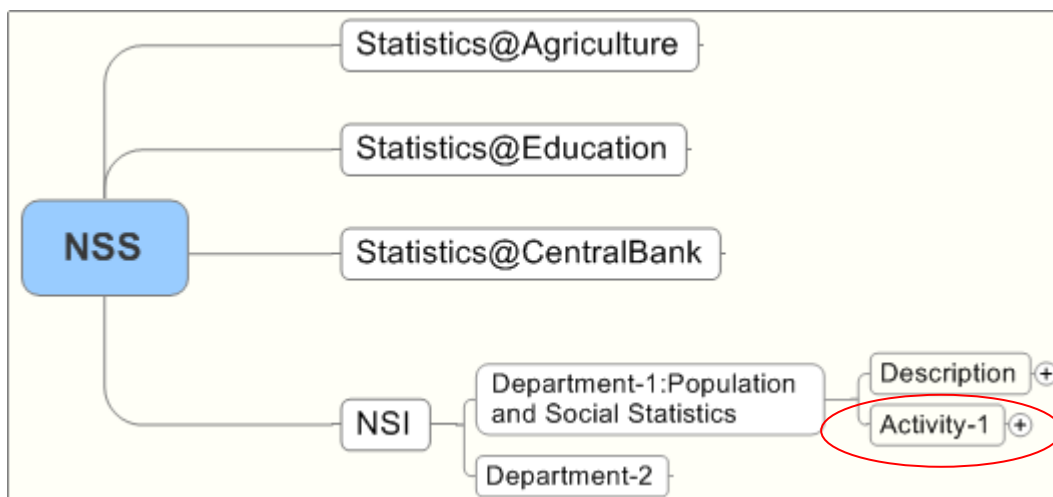 Statistics@Agriculture
Statistics@Education
NSS
Statistics@CentralBank
NSI
Department-1:Population
and Social Statistics
Description
Activity-1
Department-2